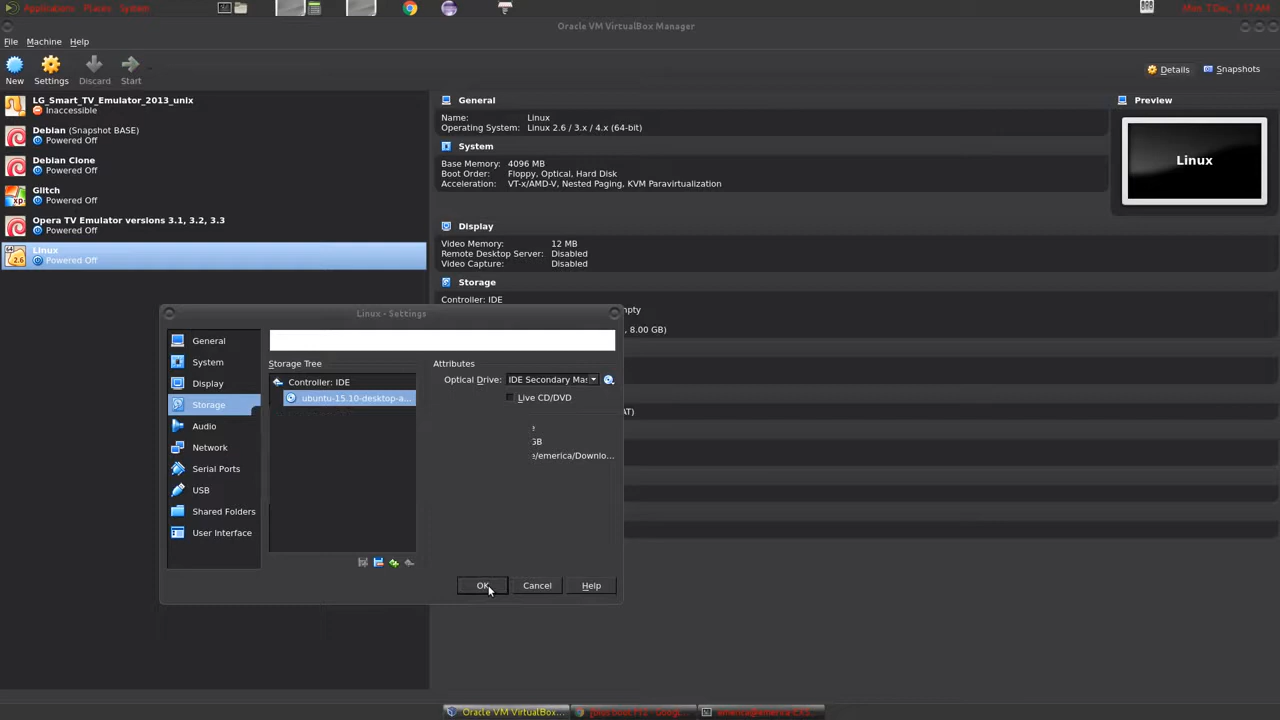 Applications Places System
Oracle VM VirtualBox Manager
File Machine Help
New Settings Discard Start
Details Snapshots
LG_Smart_TV_Emulator_2013_unix
Inaccessible
Debian (Snapshot BASE)
Powered Off
Debian Clone
Powered Off
Glitch
Powered Off
Opera TV Emulator versions 3.1, 3.2, 3.3
Powered Off
Linux
Powered Off
General
Name: Linux
Operating System: Linux 2.6 / 3.x / 4.x (64-bit)
System
Base Memory: 4096 MB
Boot Order: Floppy, Optical, Hard Disk
Acceleration: VT-x/AMD-V, Nested Paging, KVM Paravirtualization
Display
Video Memory: 12 MB
Remote Desktop Server: Disabled
Video Capture: Disabled
Storage
Controller: IDE
mpty
, 8.00 GB)
AT)
Preview
Linux
Linux - Settings
General
System
Display
Storage
Audio
Network
Serial Ports
USB
Shared Folders
User Interface
Storage Tree
Controller: IDE
ubuntu-15.10-desktop-a...
Attributes
Optical Drive: IDE Secondary Mas
Live CD/DVD
GB
e/emerica/Downlo...
OK Cancel Help
Oracle VM VirtualBox...